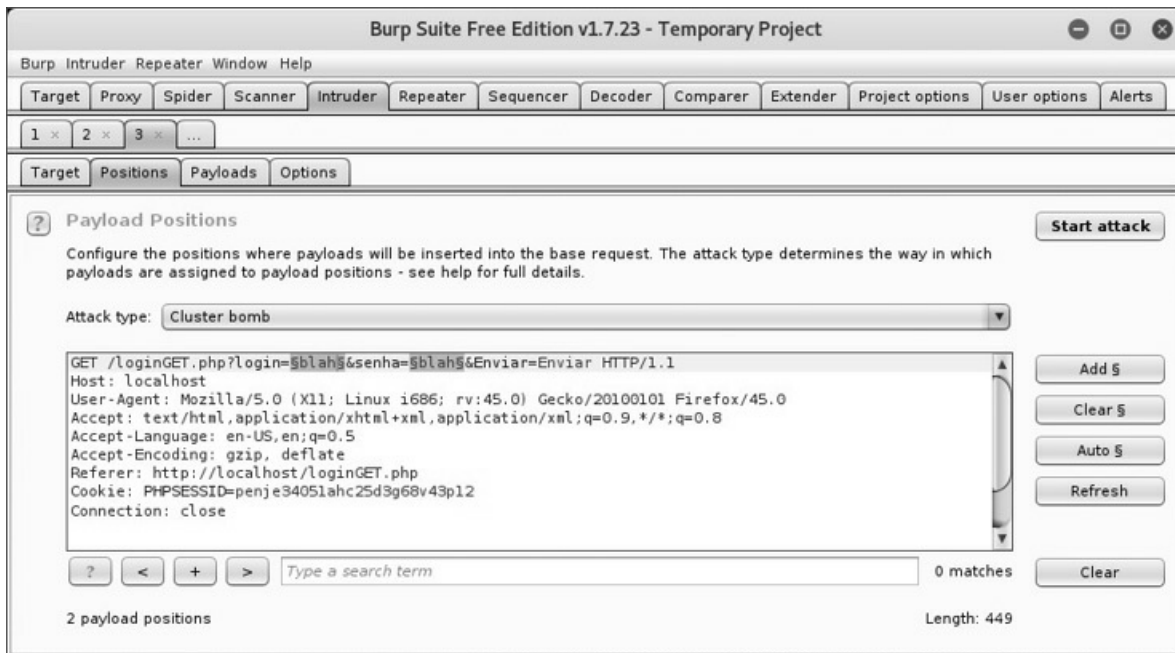 Burp Suite Free Edition v1.7.23 - Temporary Project
Burp Intruder Repeater Window Help
Target Proxy Spider Scanner Intruder Repeater Sequencer Decoder Comparer Extender Project options User options Alerts
1 × 2 × 3 × ...
Target Positions Payloads Options
? Payload Positions
Start attack
Configure the positions where payloads will be inserted into the base request. The attack type determines the way in which
payloads are assigned to payload positions - see help for full details.
Attack type: Cluster bomb
GET /loginGET.php?login=§blah§&senha=§blah§&Enviar=Enviar HTTP/1.1
Host: localhost
User-Agent: Mozilla/5.0 (X11; Linux i686; rv:45.0) Gecko/20100101 Firefox/45.0
Accept: text/html,application/xhtml+xml,application/xml;q=0.9,*/*;q=0.8
Accept-Language: en-US,en;q=0.5
Accept-Encoding: gzip, deflate
Referer: http://localhost/loginGET.php
Cookie: PHPSESSID=penje34051ahc25d3g68v43p12
Connection: close
Add §
Clear §
Auto §
Refresh
? < + > Type a search term 0 matches Clear
2 payload positions Length: 449